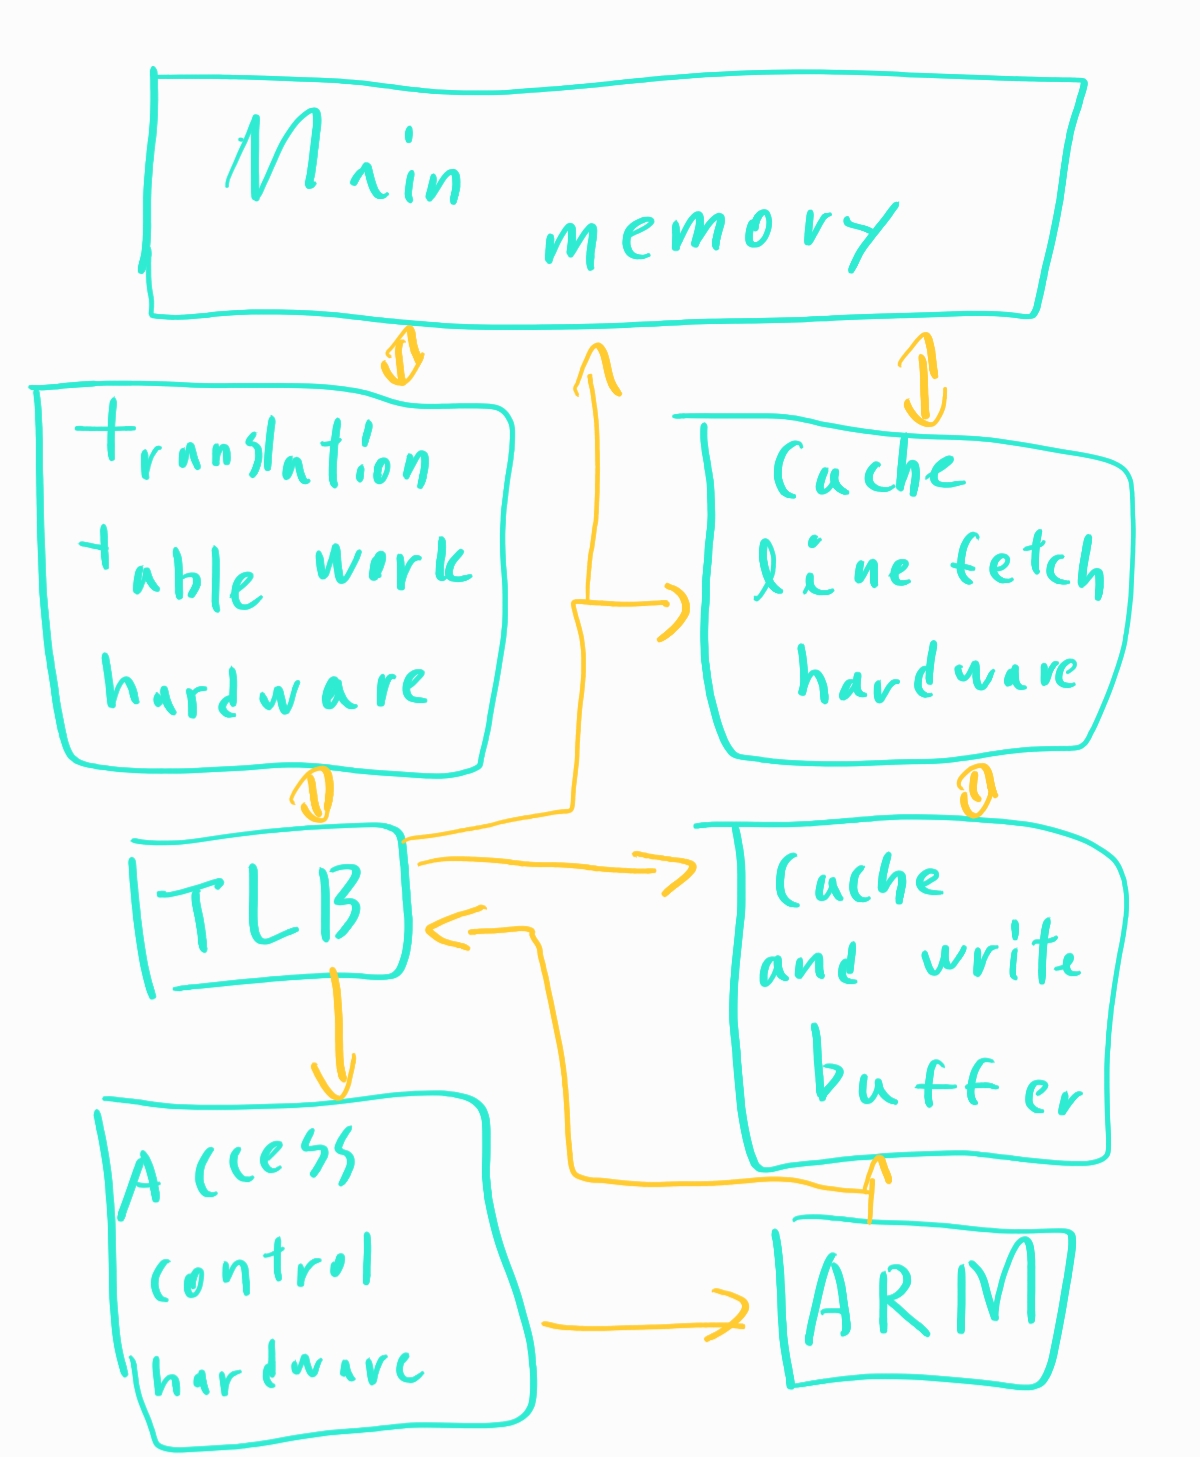 Main
memory
translation
table work
hardware
Cache
line fetch
hardware
TLB
Cache
and write
buffer
Access
control
hardware
ARM